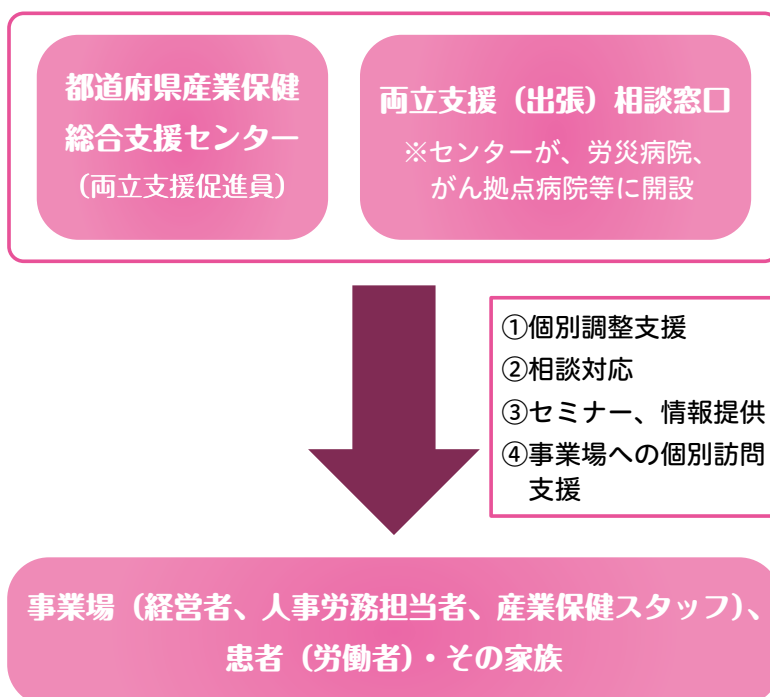 都道府県産業保健
総合支援センター
（両立支援促進員）
両立支援（出張）相談窓口
※センターが、労災病院、
がん拠点病院等に開設
①個別調整支援
②相談対応
③セミナー、情報提供
④事業場への個別訪問
支援
事業場（経営者、人事労務担当者、産業保健スタッフ）、
患者（労働者）・その家族